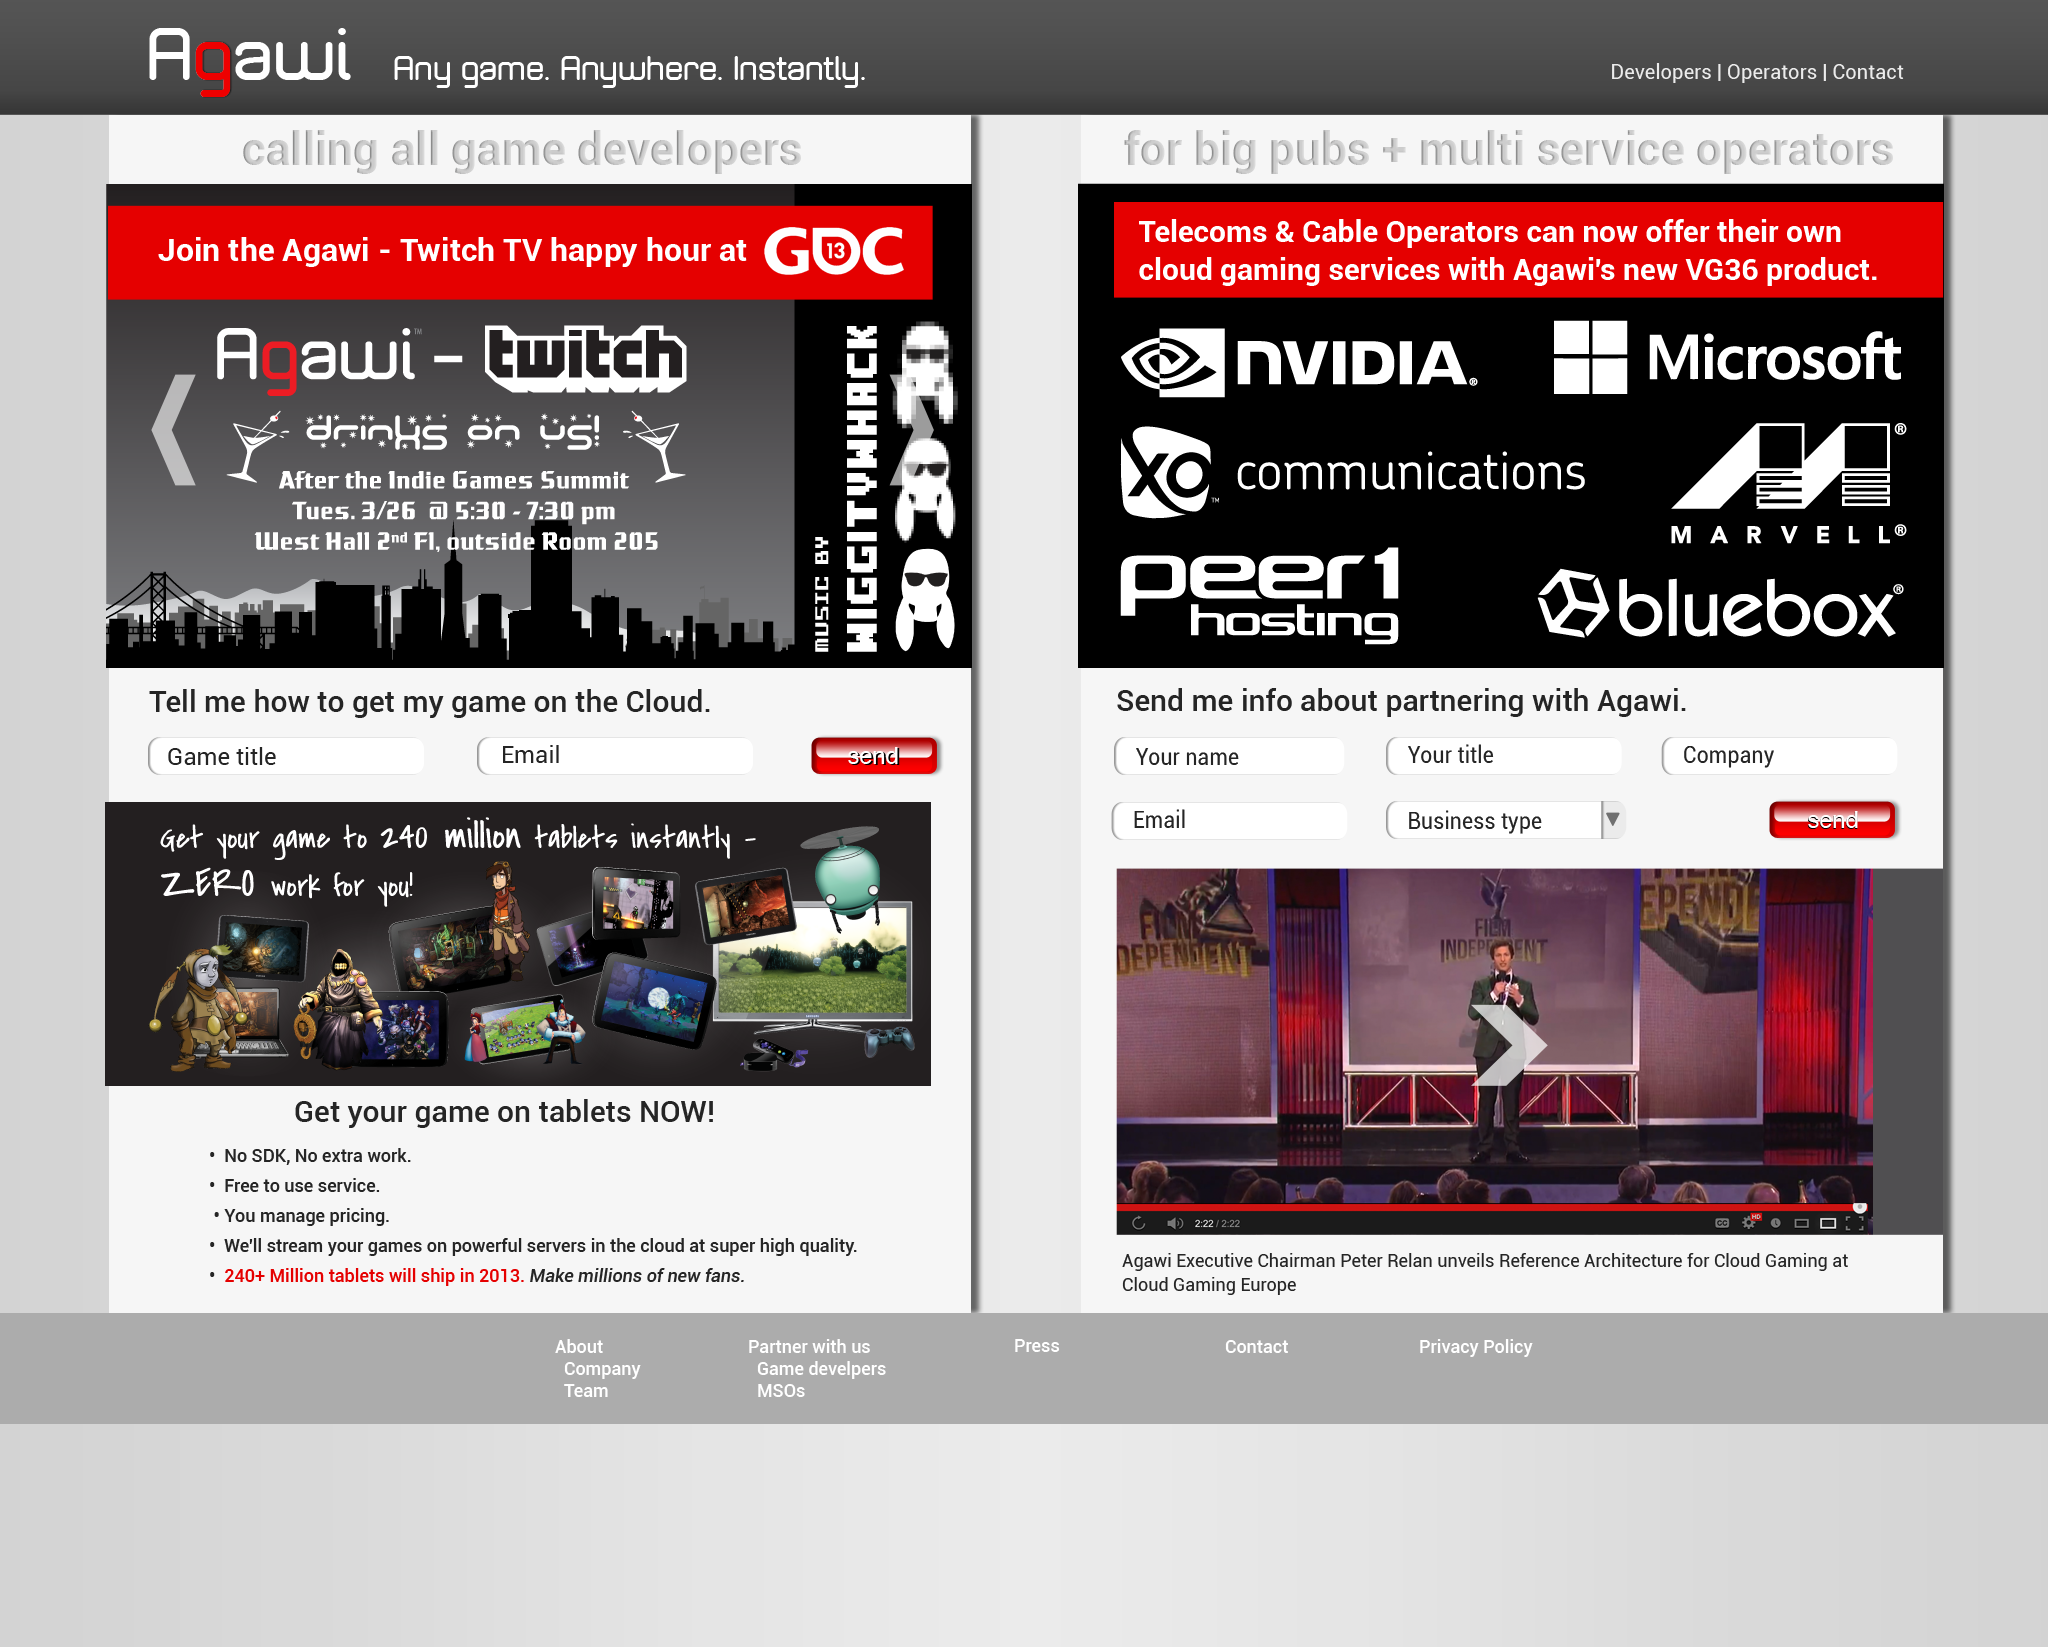 Agawi
Any game. Anywhere. Instantly.
Developers | Operators | Contact
calling all game developers
Join the Agawi - Twitch TV happy hour at GDC 13
Agawi™ – twitch
drinks on us!
After the Indie Games Summit
Tues. 3/26 @ 5:30 - 7:30 pm
West Hall 2nd Fl, outside Room 205
MUSIC BY
WIGGITYWHACK
Tell me how to get my game on the Cloud.
Game title
Email
send
Get your game to 240 million tablets instantly -
ZERO work for you!
Get your game on tablets NOW!
• No SDK, No extra work.
• Free to use service.
• You manage pricing.
• We'll stream your games on powerful servers in the cloud at super high quality.
• 240+ Million tablets will ship in 2013. Make millions of new fans.
for big pubs + multi service operators
Telecoms & Cable Operators can now offer their own
cloud gaming services with Agawi's new VG36 product.
NVIDIA®
Microsoft
XO™ communications
MARVELL®
peer1
hosting
bluebox®
Send me info about partnering with Agawi.
Your name
Your title
Company
Email
Business type
send
FILM
INDEPENDENT
FILM
INDEPENDENT
FILM
EPENDE
2:22 / 2:22
CC
HD
Agawi Executive Chairman Peter Relan unveils Reference Architecture for Cloud Gaming at
Cloud Gaming Europe
About
Company
Team
Partner with us
Game develpers
MSOs
Press
Contact
Privacy Policy